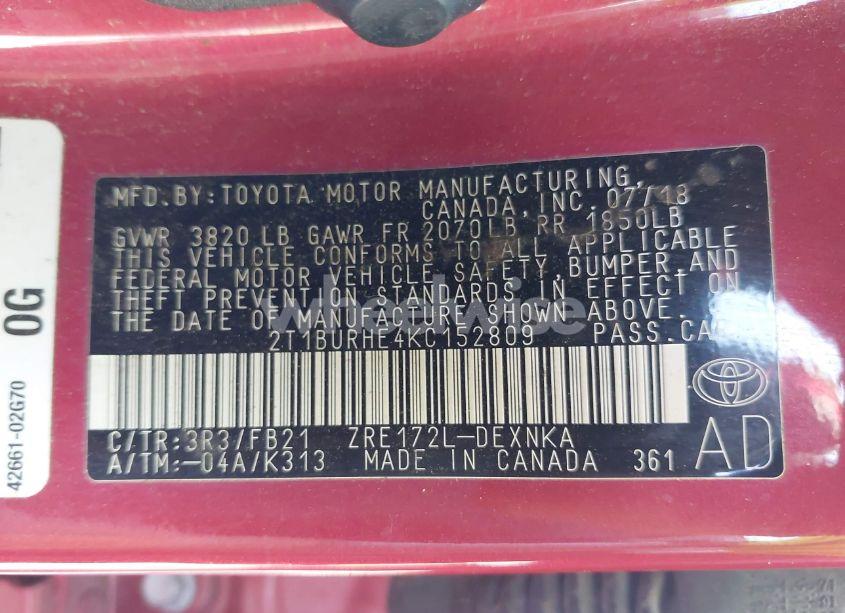 MFD.BY:TOYOTA MOTOR MANUFACTURING,
CANADA, INC. 07/18
GVWR 3820 LB GAWR FR 2070LB RR 1850LB
THIS VEHICLE CONFORMS TO ALL APPLICABLE
FEDERAL MOTOR VEHICLE SAFETY, BUMPER, AND
THEFT PREVENTION STANDARDS IN EFFECT ON
THE DATE OF MANUFACTURE SHOWN ABOVE.
2T1BURHE4KC152809 PASS.CAR
C/TR:3R3/FB21 ZRE172L-DEXNKA
A/TM:-04A/K313 MADE IN CANADA 361
AD
0G
42661-02G70
wheelwise